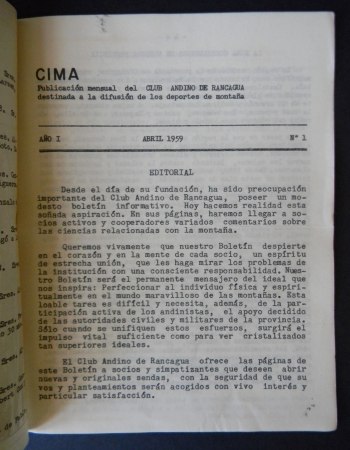 CIMA
Publicación mensual del CLUB ANDINO DE RANCAGUA
destinada a la difusión de los deportes de montaña
AÑO I ABRIL 1959 Nº 1
EDITORIAL
Desde el día de su fundación, ha sido preocupación
importante del Club Andino de Rancagua, poseer un mo-
desto boletín informativo. Hoy hacemos realidad esta
soñada aspiración. En sus páginas, haremos llegar a so-
cios activos y cooperadores variados comentarios sobre
las ciencias relacionadas con la montaña.
Queremos vivamente que nuestro Boletín despierte
en el corazón y en la mente de cada socio, un espíritu
de estrecha unión, que les haga mirar los problemas de
la institución con una consciente responsabilidad. Nues-
tro Boletín será el permanente mensajero del ideal que
nos inspira: Perfeccionar al individuo física y espiri-
tualmente en el mundo maravilloso de las montañas. Esta
loable tarea es difícil y necesita, además, de la par-
ticipación activa de los andinistas, el apoyo decidido
de las autoridades civiles y militares de la provincia.
Sólo cuando se unifiquen estos esfuerzos, surgirá el
impulso vital suficiente como para ver cristalizados
tan superiores ideales.
El Club Andino de Rancagua ofrece las páginas de
este Boletín a socios y simpatizantes que deseen abrir
nuevas y originales sendas, con la seguridad de que su
vos y planteamientos serán acogidos con vivo interés y
particular satisfacción.